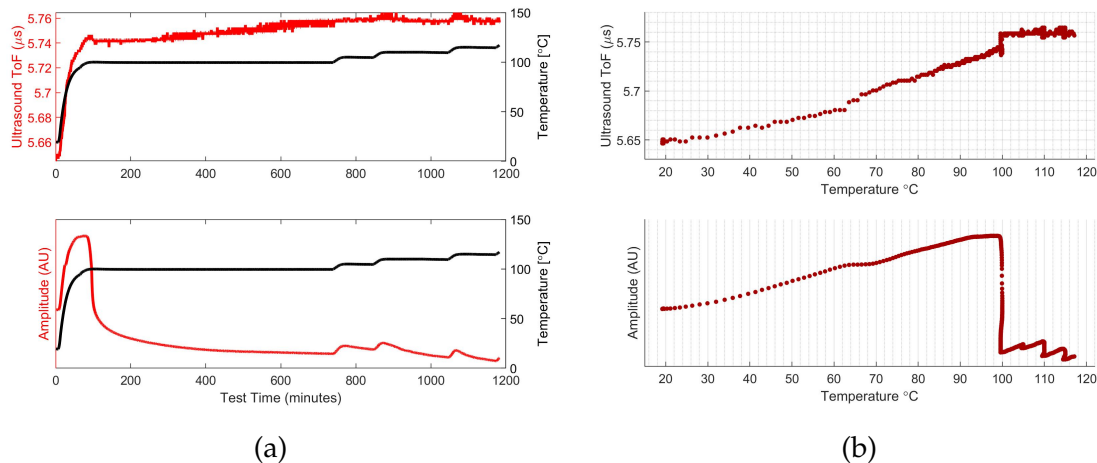 5.76
5.74
5.72
5.7
5.68
5.66
Ultrasound ToF (μs)
150
100
50
0
Temperature [°C]
0 200 400 600 800 1000 1200
Amplitude (AU)
150
100
50
0
Temperature [°C]
0 200 400 600 800 1000 1200
Test Time (minutes)
(a)
5.75
5.7
5.65
Ultrasound ToF (μs)
20 30 40 50 60 70 80 90 100 110 120
Temperature °C
Amplitude (AU)
20 30 40 50 60 70 80 90 100 110 120
Temperature °C
(b)